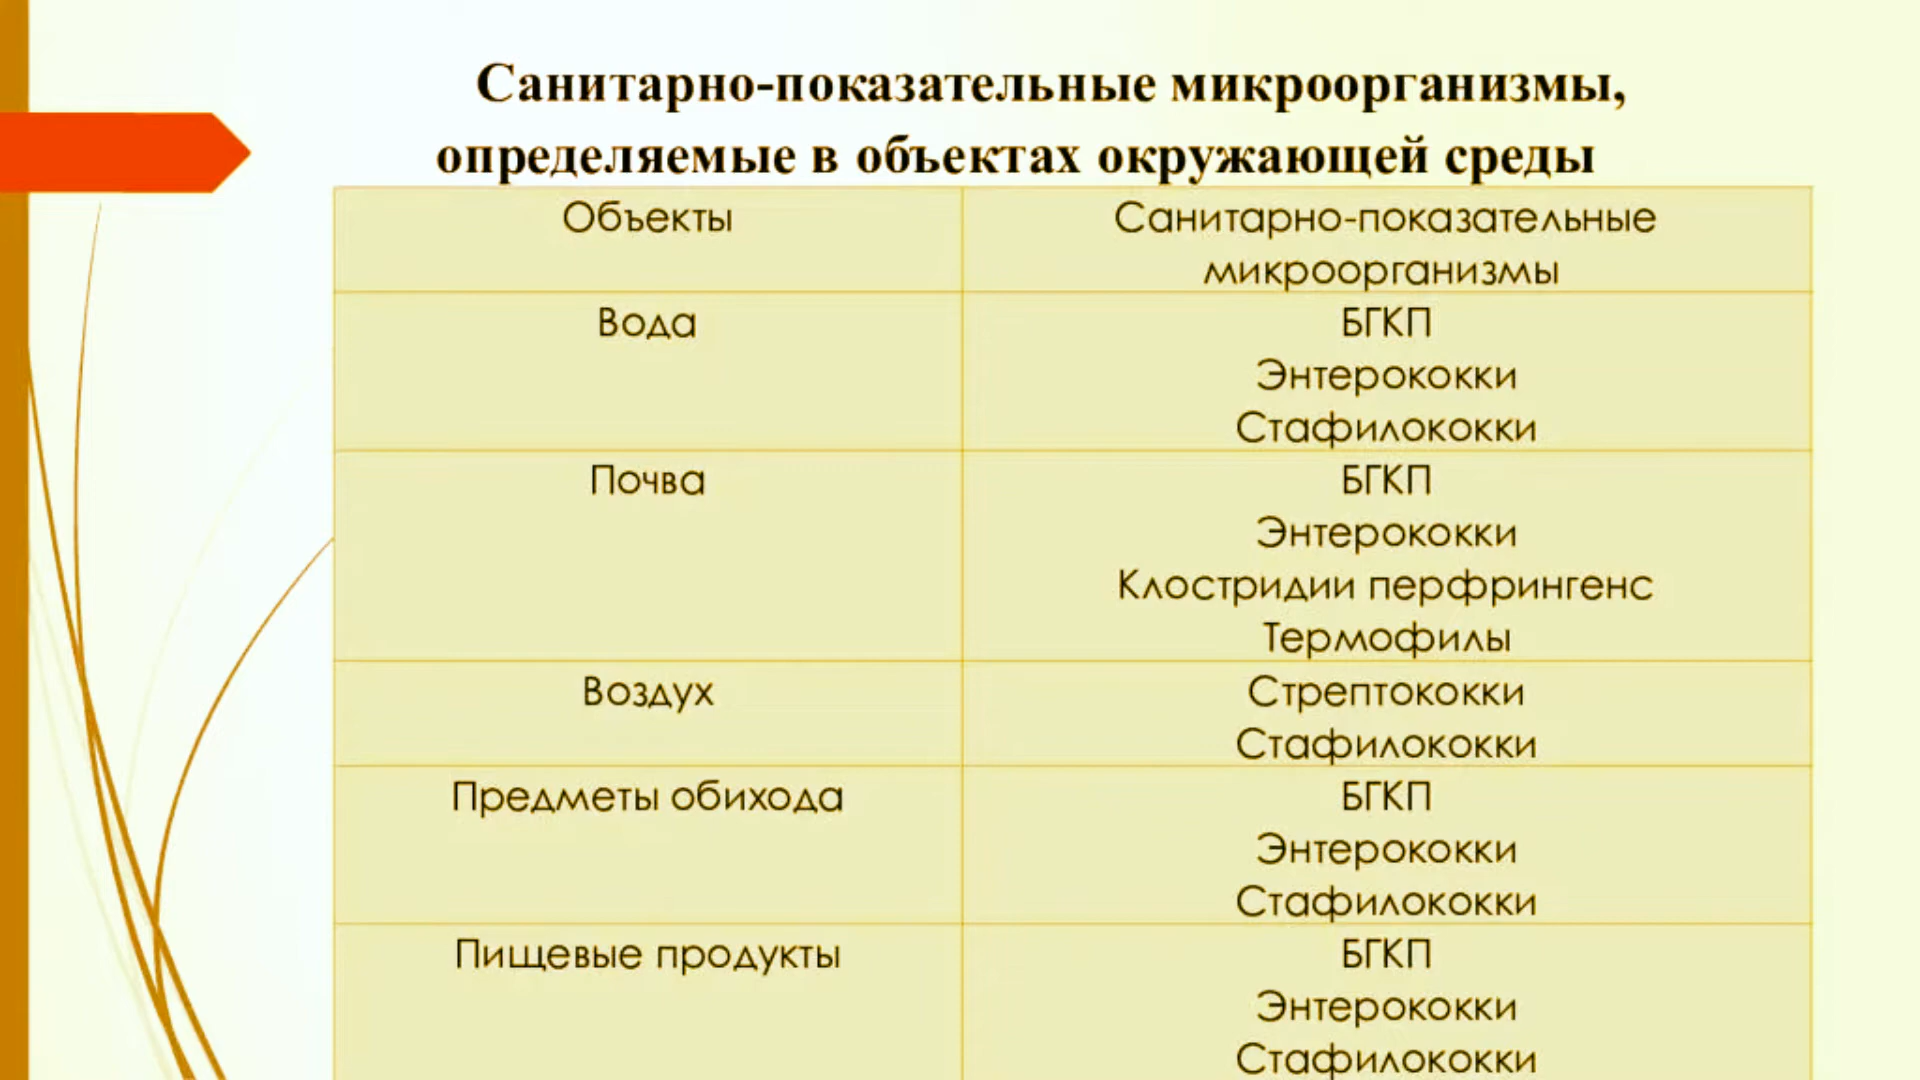 Санитарно-показательные микроорганизмы,
определяемые в объектах окружающей среды
Объекты
Санитарно-показательные
микроорганизмы
Вода
БГКП
Энтерококки
Стафилококки
Почва
БГКП
Энтерококки
Клостридии перфрингенс
Термофилы
Воздух
Стрептококки
Стафилококки
Предметы обихода
БГКП
Энтерококки
Стафилококки
Пищевые продукты
БГКП
Энтерококки
Стафилококки